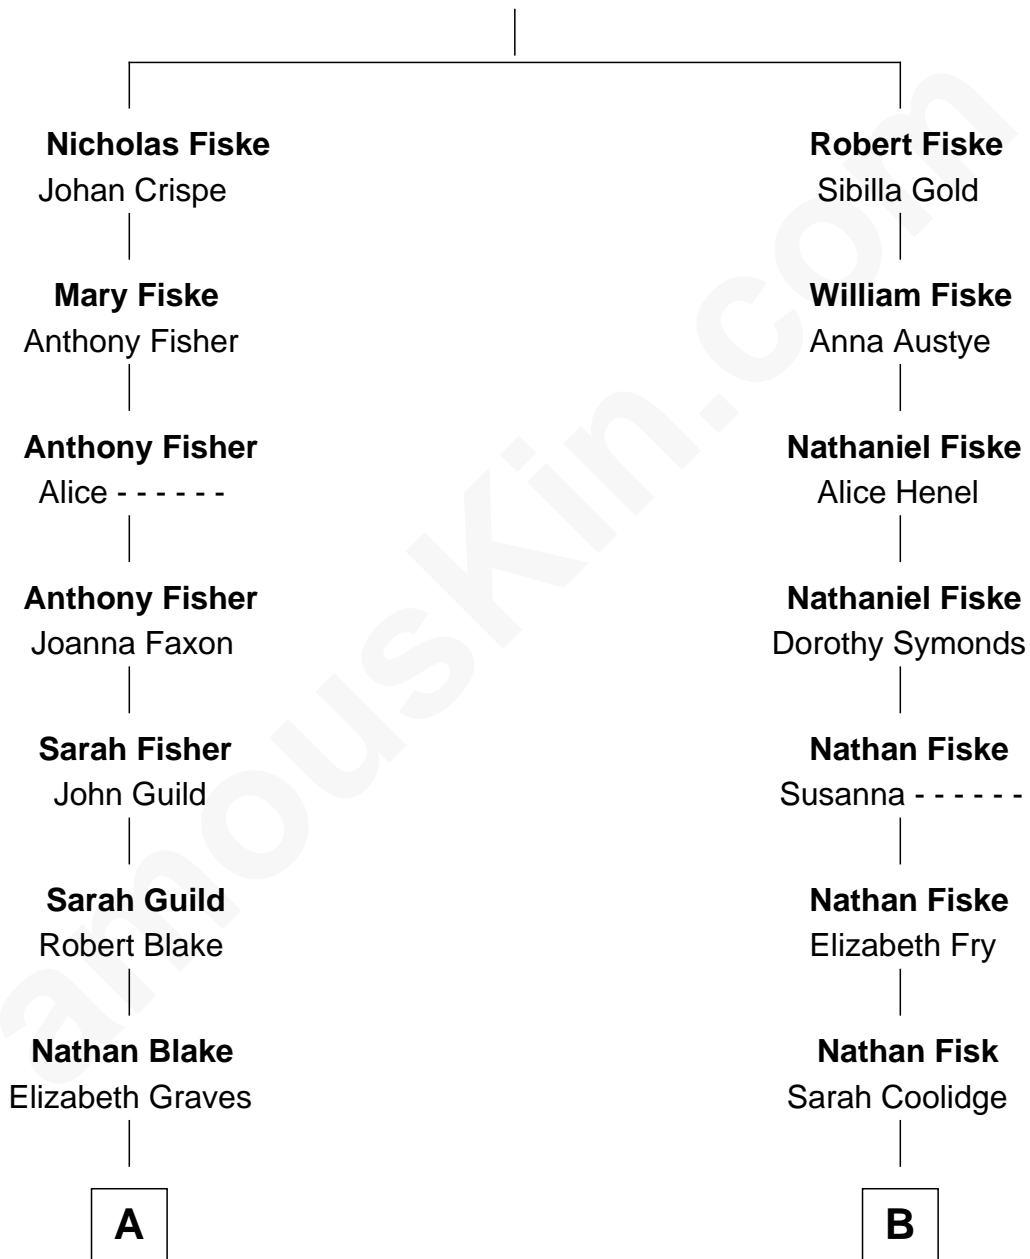 Nicholas Fiske
Johan Crispe
Mary Fiske
Anthony Fisher
Anthony Fisher
Alice - - - - - -
Anthony Fisher
Joanna Faxon
Sarah Fisher
John Guild
Sarah Guild
Robert Blake
Nathan Blake
Elizabeth Graves
A
Robert Fiske
Sibilla Gold
William Fiske
Anna Austye
Nathaniel Fiske
Alice Henel
Nathaniel Fiske
Dorothy Symonds
Nathan Fiske
Susanna - - - - - -
Nathan Fiske
Elizabeth Fry
Nathan Fisk
Sarah Coolidge
B
amouskin.com